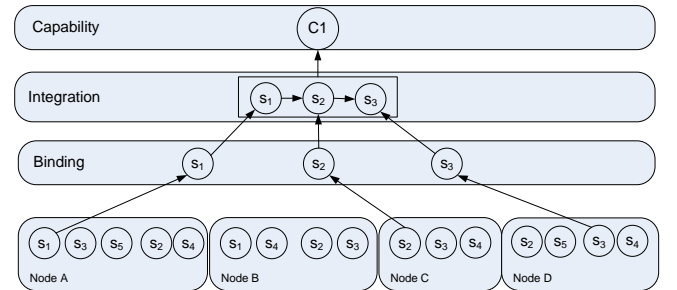 Capability C1
Integration s1 s2 s3
Binding s1 s2 s3
s1 s3 s5 s2 s4 s1 s4 s2 s3 s2 s3 s4 s2 s5 s3 s4
Node A Node B Node C Node D